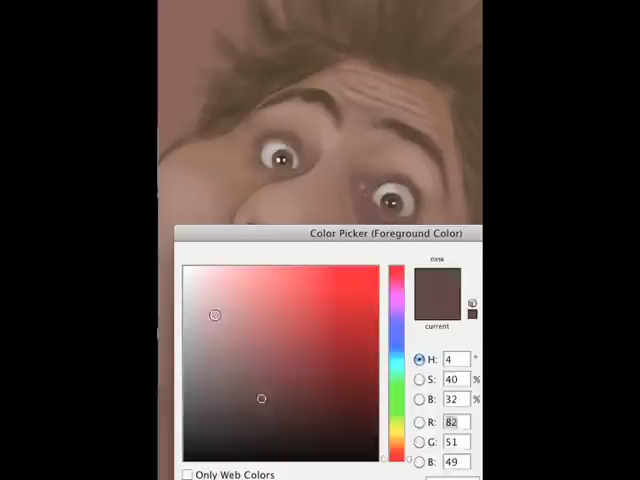 Color Picker (Foreground Color)
new
current
H: 4 °
S: 40 %
B: 32 %
R: 82
G: 51
B: 49
Only Web Colors